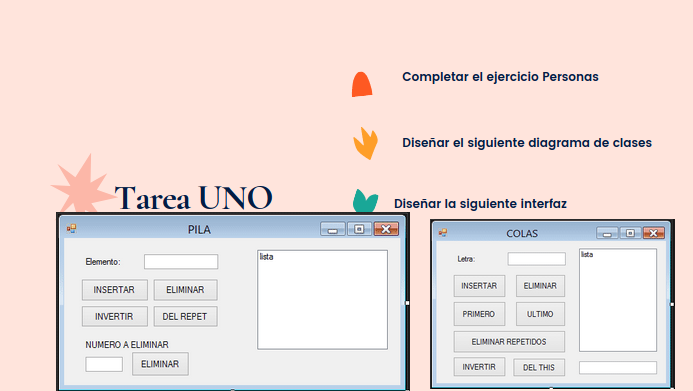 Completar el ejercicio Personas
Diseñar el siguiente diagrama de clases
Tarea UNO
Diseñar la siguiente interfaz
PILA
Elemento:
lista
INSERTAR
ELIMINAR
INVERTIR
DEL REPET
NUMERO A ELIMINAR
ELIMINAR
COLAS
Letra:
lista
INSERTAR
ELIMINAR
PRIMERO
ULTIMO
ELIMINAR REPETIDOS
INVERTIR
DEL THIS